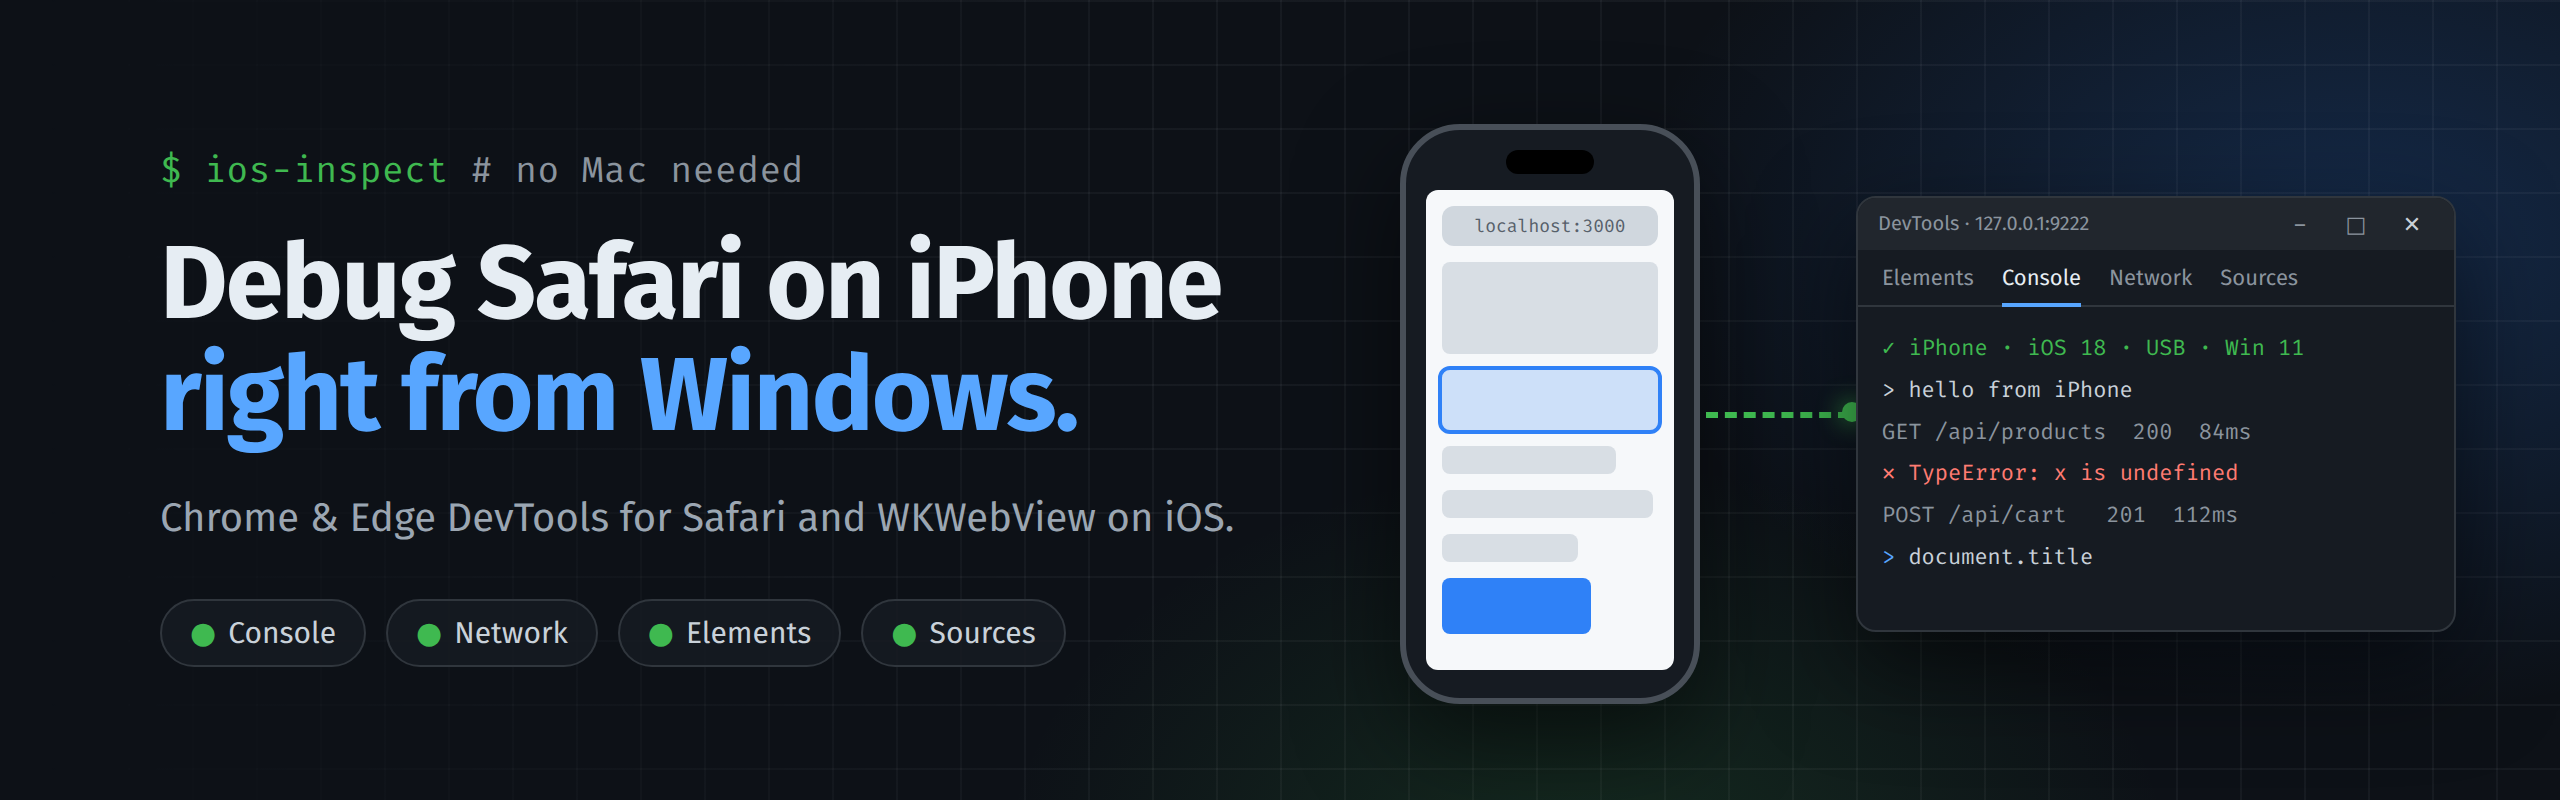 $ ios-inspect # no Mac needed
Debug Safari on iPhone
right from Windows.
Chrome & Edge DevTools for Safari and WKWebView on iOS.
Console
Network
Elements
Sources
localhost:3000
DevTools · 127.0.0.1:9222
Elements Console Network Sources
✓ iPhone · iOS 18 · USB · Win 11
> hello from iPhone
GET /api/products 200 84ms
× TypeError: x is undefined
POST /api/cart 201 112ms
> document.title